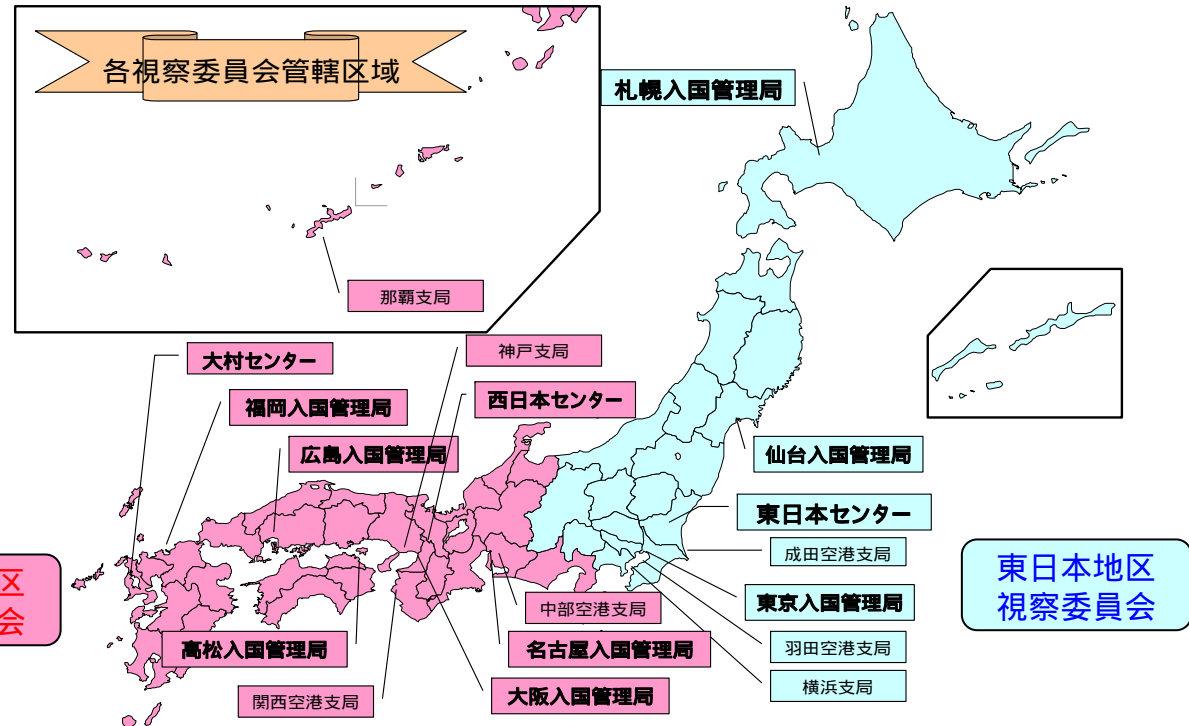 各視察委員会管轄区域
札幌入国管理局
那覇支局
神戸支局
大村センター
西日本センター
福岡入国管理局
広島入国管理局
仙台入国管理局
東日本センター
成田空港支局
東日本地区
視察委員会
区
会
中部空港支局
東京入国管理局
高松入国管理局
名古屋入国管理局
羽田空港支局
関西空港支局
大阪入国管理局
横浜支局